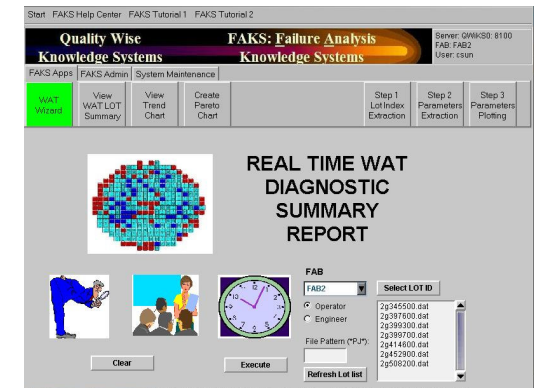 Start FAKS Help Center FAKS Tutorial 1 FAKS Tutorial 2
Quality Wise
Knowledge Systems
FAKS: Failure Analysis
Knowledge Systems
Server: QWIKS0: 8100
FAB: FAB2
User: csun
FAKS Apps FAKS Admin System Maintenance
WAT
Wizard
View
WAT LOT
Summary
View
Trend
Chart
Create
Pareto
Chart
Step 1
Lot Index
Extraction
Step 2
Parameters
Extraction
Step 3
Parameters
Plotting
REAL TIME WAT
DIAGNOSTIC
SUMMARY
REPORT
FAB
FAB2
Select LOT ID
Operator
Engineer
File Pattern (*PJ*):
Refresh Lot list
2g345500.dat
2g397600.dat
2g399300.dat
2g399700.dat
2g414600.dat
2g452900.dat
2g508200.dat
Clear
Execute